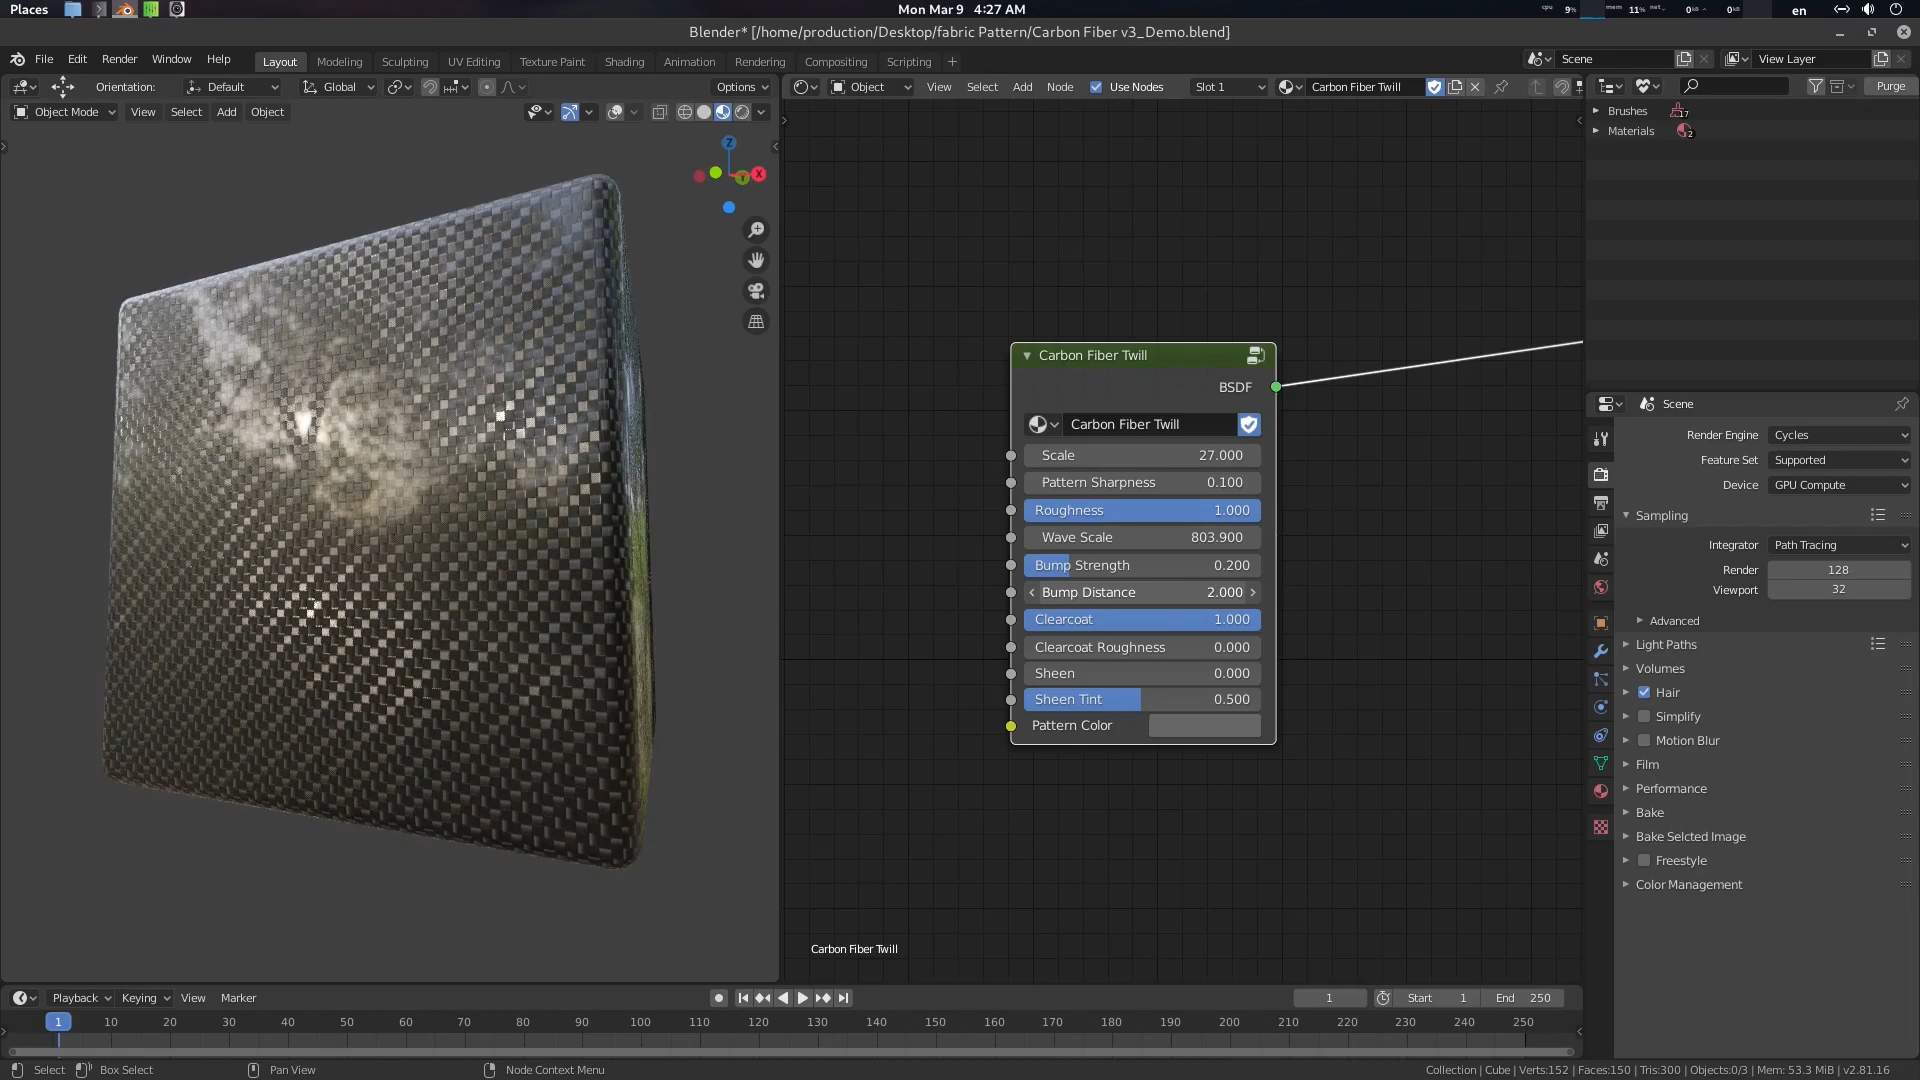 Places
Mon Mar 9 4:27 AM
cpu 9% mem 11% net 0kB 0kB en
Blender* [/home/production/Desktop/fabric Pattern/Carbon Fiber v3_Demo.blend]
File Edit Render Window Help Layout Modeling Sculpting UV Editing Texture Paint Shading Animation Rendering Compositing Scripting + Scene View Layer
Orientation: Default Global Options Object View Select Add Node Use Nodes Slot 1 Carbon Fiber Twill Purge
Object Mode View Select Add Object
Brushes 17
Materials 2
Z
Y X
Carbon Fiber Twill
BSDF
Carbon Fiber Twill
Scale 27.000
Pattern Sharpness 0.100
Roughness 1.000
Wave Scale 803.900
Bump Strength 0.200
Bump Distance 2.000
Clearcoat 1.000
Clearcoat Roughness 0.000
Sheen 0.000
Sheen Tint 0.500
Pattern Color
Carbon Fiber Twill
Scene
Render Engine Cycles
Feature Set Supported
Device GPU Compute
Sampling
Integrator Path Tracing
Render 128
Viewport 32
Advanced
Light Paths
Volumes
Hair
Simplify
Motion Blur
Film
Performance
Bake
Bake Selcted Image
Freestyle
Color Management
Playback Keying View Marker 1 Start 1 End 250
1 10 20 30 40 50 60 70 80 90 100 110 120 130 140 150 160 170 180 190 200 210 220 230 240 250
Select Box Select Pan View Node Context Menu Collection | Cube | Verts:152 | Faces:150 | Tris:300 | Objects:0/3 | Mem: 53.3 MiB | v2.81.16